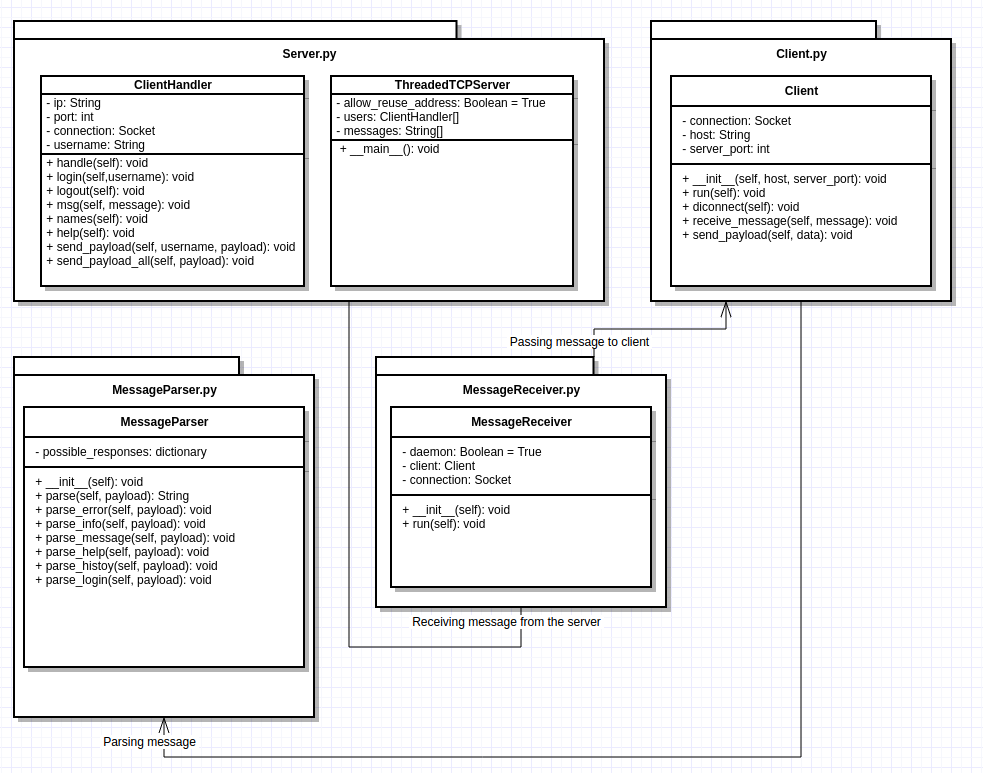 Server.py
ClientHandler
- ip: String
- port: int
- connection: Socket
- username: String
+ handle(self): void
+ login(self,username): void
+ logout(self): void
+ msg(self, message): void
+ names(self): void
+ help(self): void
+ send_payload(self, username, payload): void
+ send_payload_all(self, payload): void
ThreadedTCPServer
- allow_reuse_address: Boolean = True
- users: ClientHandler[]
- messages: String[]
+ __main__(): void
Client.py
Client
- connection: Socket
- host: String
- server_port: int
+ __init__(self, host, server_port): void
+ run(self): void
+ diconnect(self): void
+ receive_message(self, message): void
+ send_payload(self, data): void
Passing message to client
MessageParser.py
MessageParser
- possible_responses: dictionary
+ __init__(self): void
+ parse(self, payload): String
+ parse_error(self, payload): void
+ parse_info(self, payload): void
+ parse_message(self, payload): void
+ parse_help(self, payload): void
+ parse_histoy(self, payload): void
+ parse_login(self, payload): void
MessageReceiver.py
MessageReceiver
- daemon: Boolean = True
- client: Client
- connection: Socket
+ __init__(self): void
+ run(self): void
Receiving message from the server
Parsing message